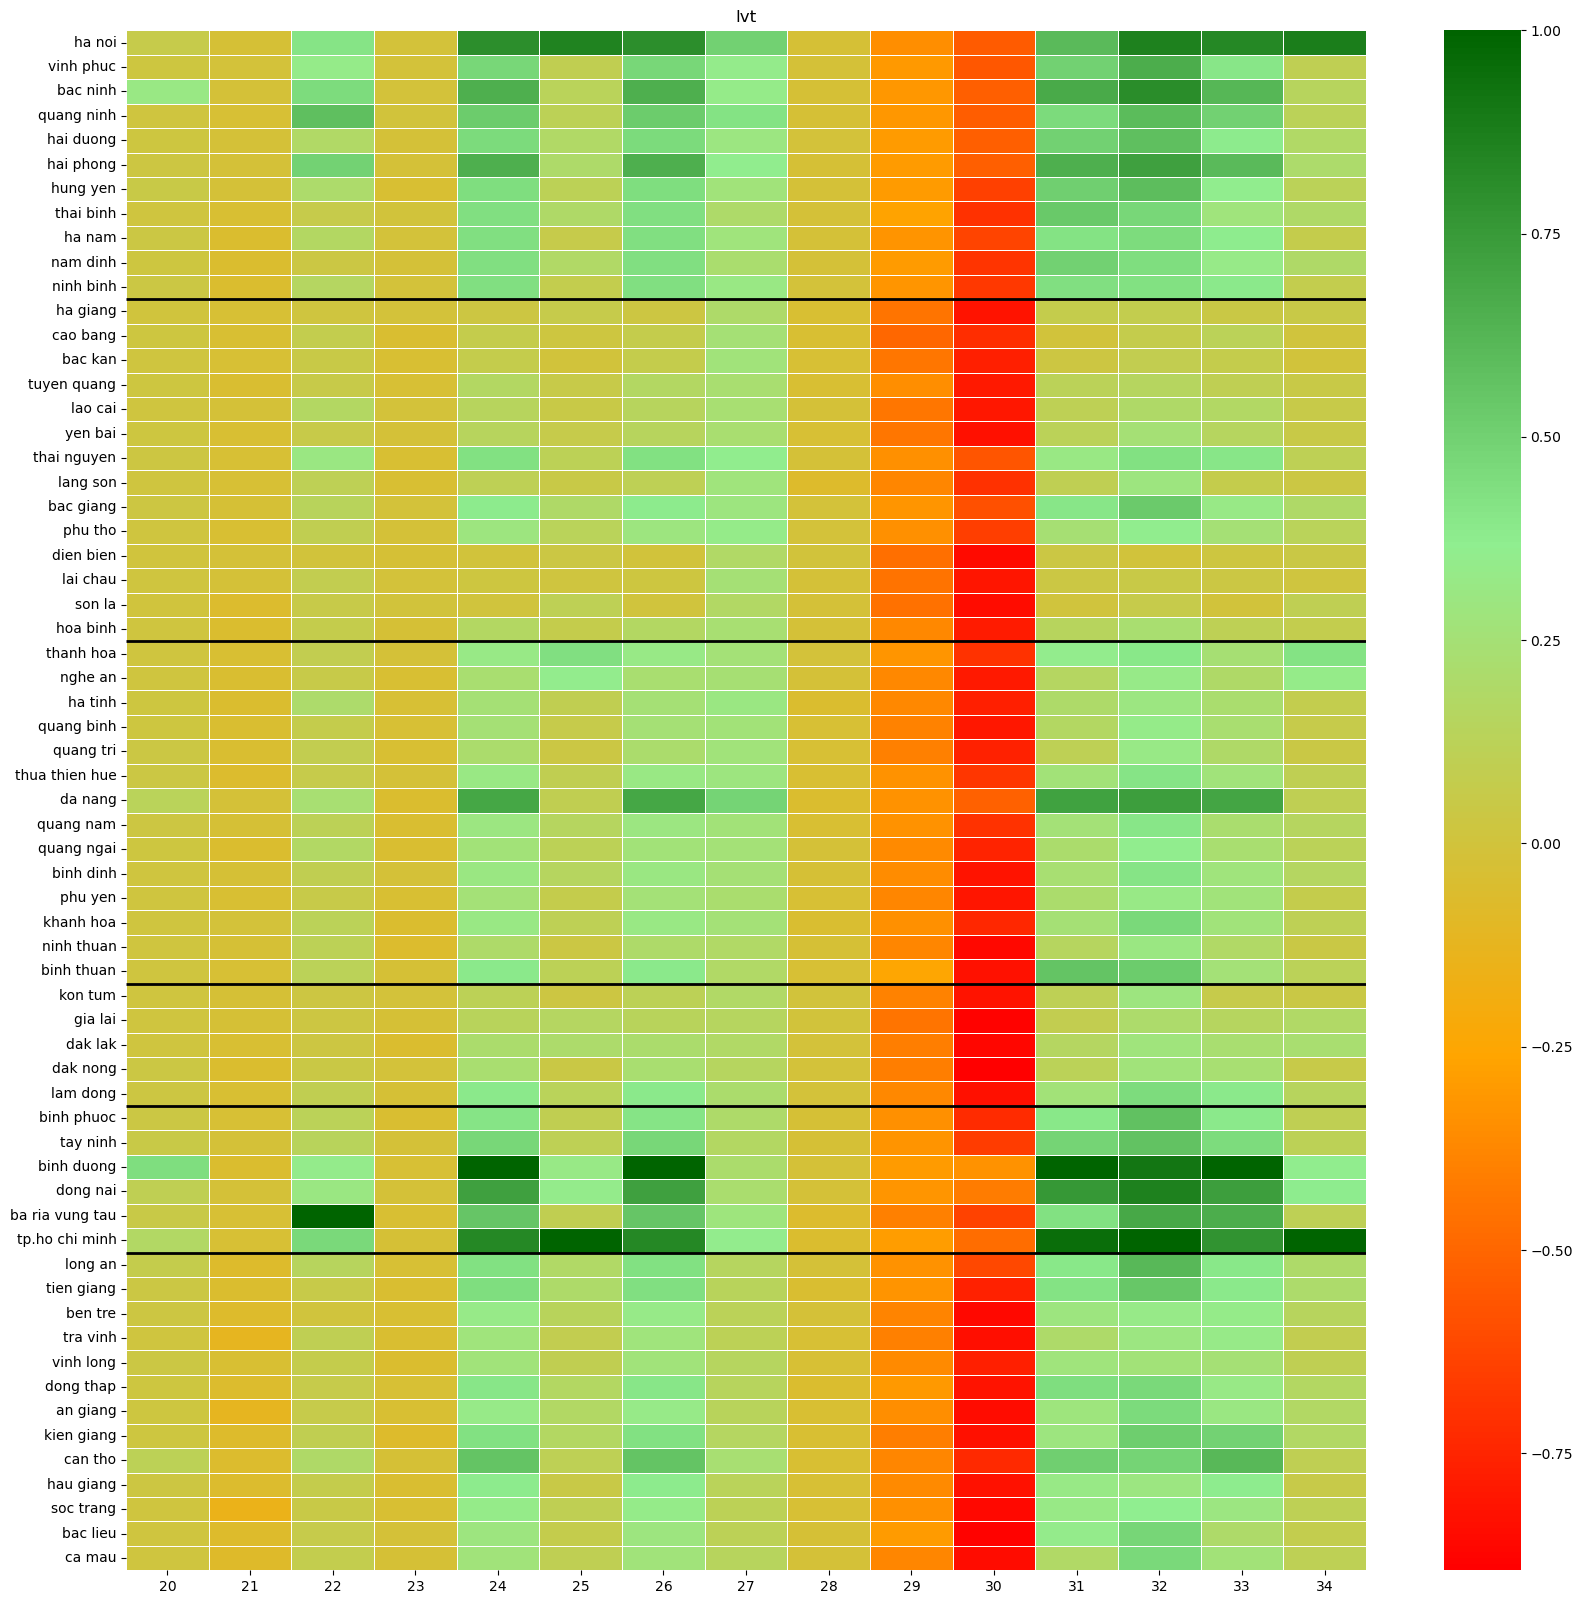 lvt
ha noi
vinh phuc
bac ninh
quang ninh
hai duong
hai phong
hung yen
thai binh
ha nam
nam dinh
ninh binh
ha giang
cao bang
bac kan
tuyen quang
lao cai
yen bai
thai nguyen
lang son
bac giang
phu tho
dien bien
lai chau
son la
hoa binh
thanh hoa
nghe an
ha tinh
quang binh
quang tri
thua thien hue
da nang
quang nam
quang ngai
binh dinh
phu yen
khanh hoa
ninh thuan
binh thuan
kon tum
gia lai
dak lak
dak nong
lam dong
binh phuoc
tay ninh
binh duong
dong nai
ba ria vung tau
tp.ho chi minh
long an
tien giang
ben tre
tra vinh
vinh long
dong thap
an giang
kien giang
can tho
hau giang
soc trang
bac lieu
ca mau
20 21 22 23 24 25 26 27 28 29 30 31 32 33 34
1.00
0.75
0.50
0.25
0.00
−0.25
−0.50
−0.75